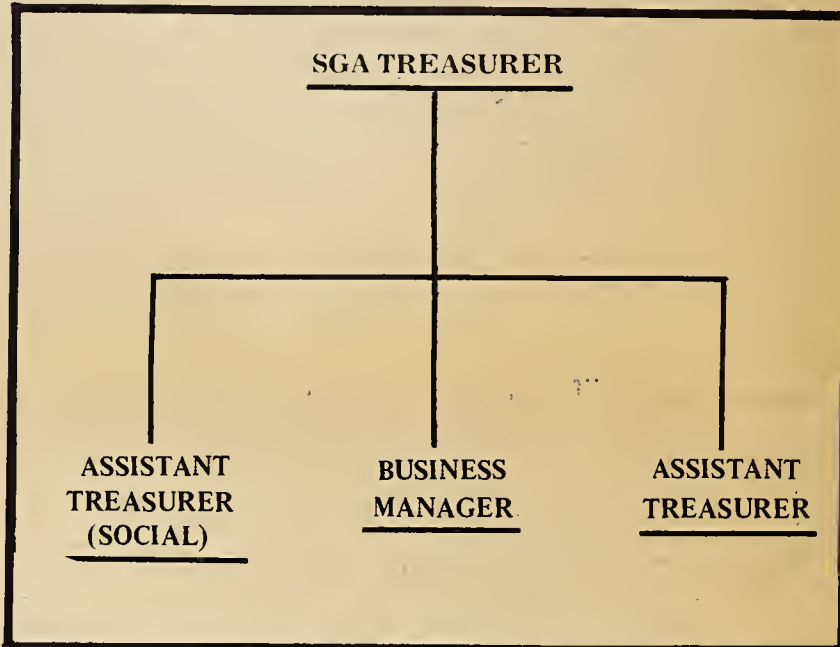 SGA TREASURER
ASSISTANT
TREASURER
(SOCIAL)
BUSINESS
MANAGER
ASSISTANT
TREASURER